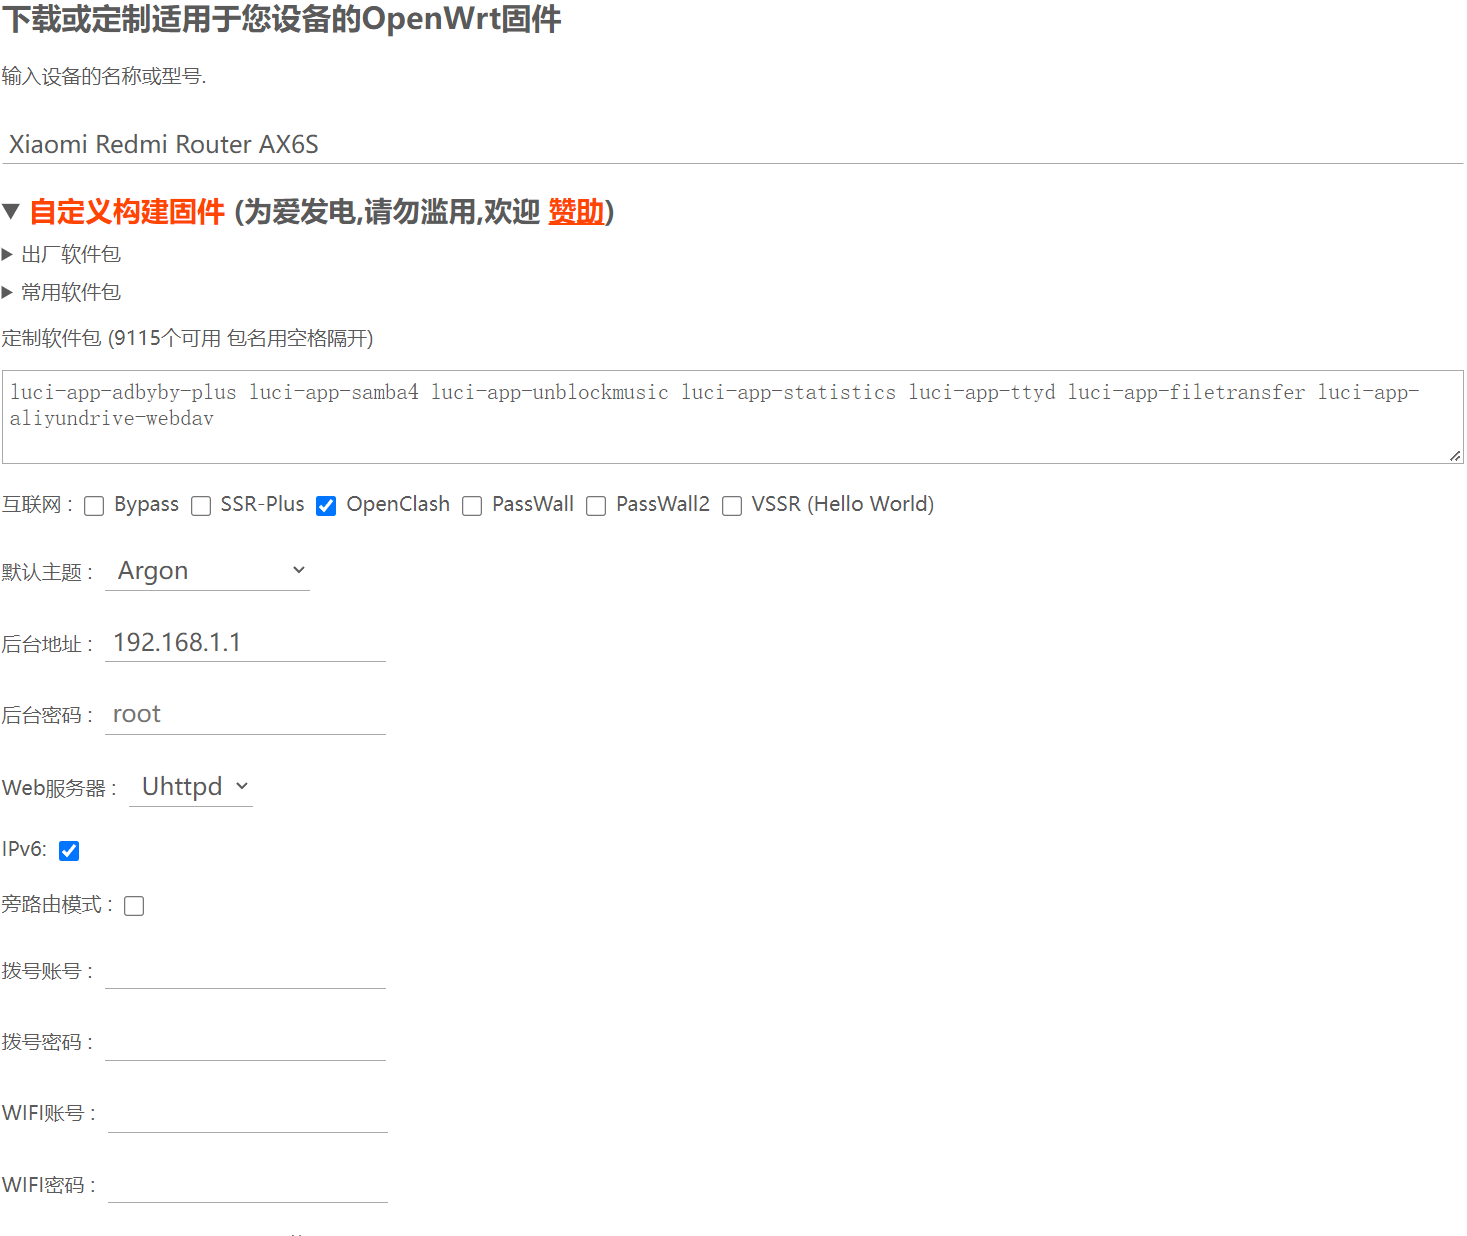 下载或定制适用于您设备的OpenWrt固件
输入设备的名称或型号.
Xiaomi Redmi Router AX6S
▼ 自定义构建固件 (为爱发电,请勿滥用,欢迎 赞助)
▶ 出厂软件包
▶ 常用软件包
定制软件包 (9115个可用 包名用空格隔开)
luci-app-adbyby-plus luci-app-samba4 luci-app-unblockmusic luci-app-statistics luci-app-ttyd luci-app-filetransfer luci-app-
aliyundrive-webdav
互联网 : Bypass SSR-Plus OpenClash PassWall PassWall2 VSSR (Hello World)
默认主题 : Argon
后台地址 : 192.168.1.1
后台密码 : root
Web服务器 : Uhttpd
IPv6:
旁路由模式 :
拨号账号 :
拨号密码 :
WIFI账号 :
WIFI密码 :